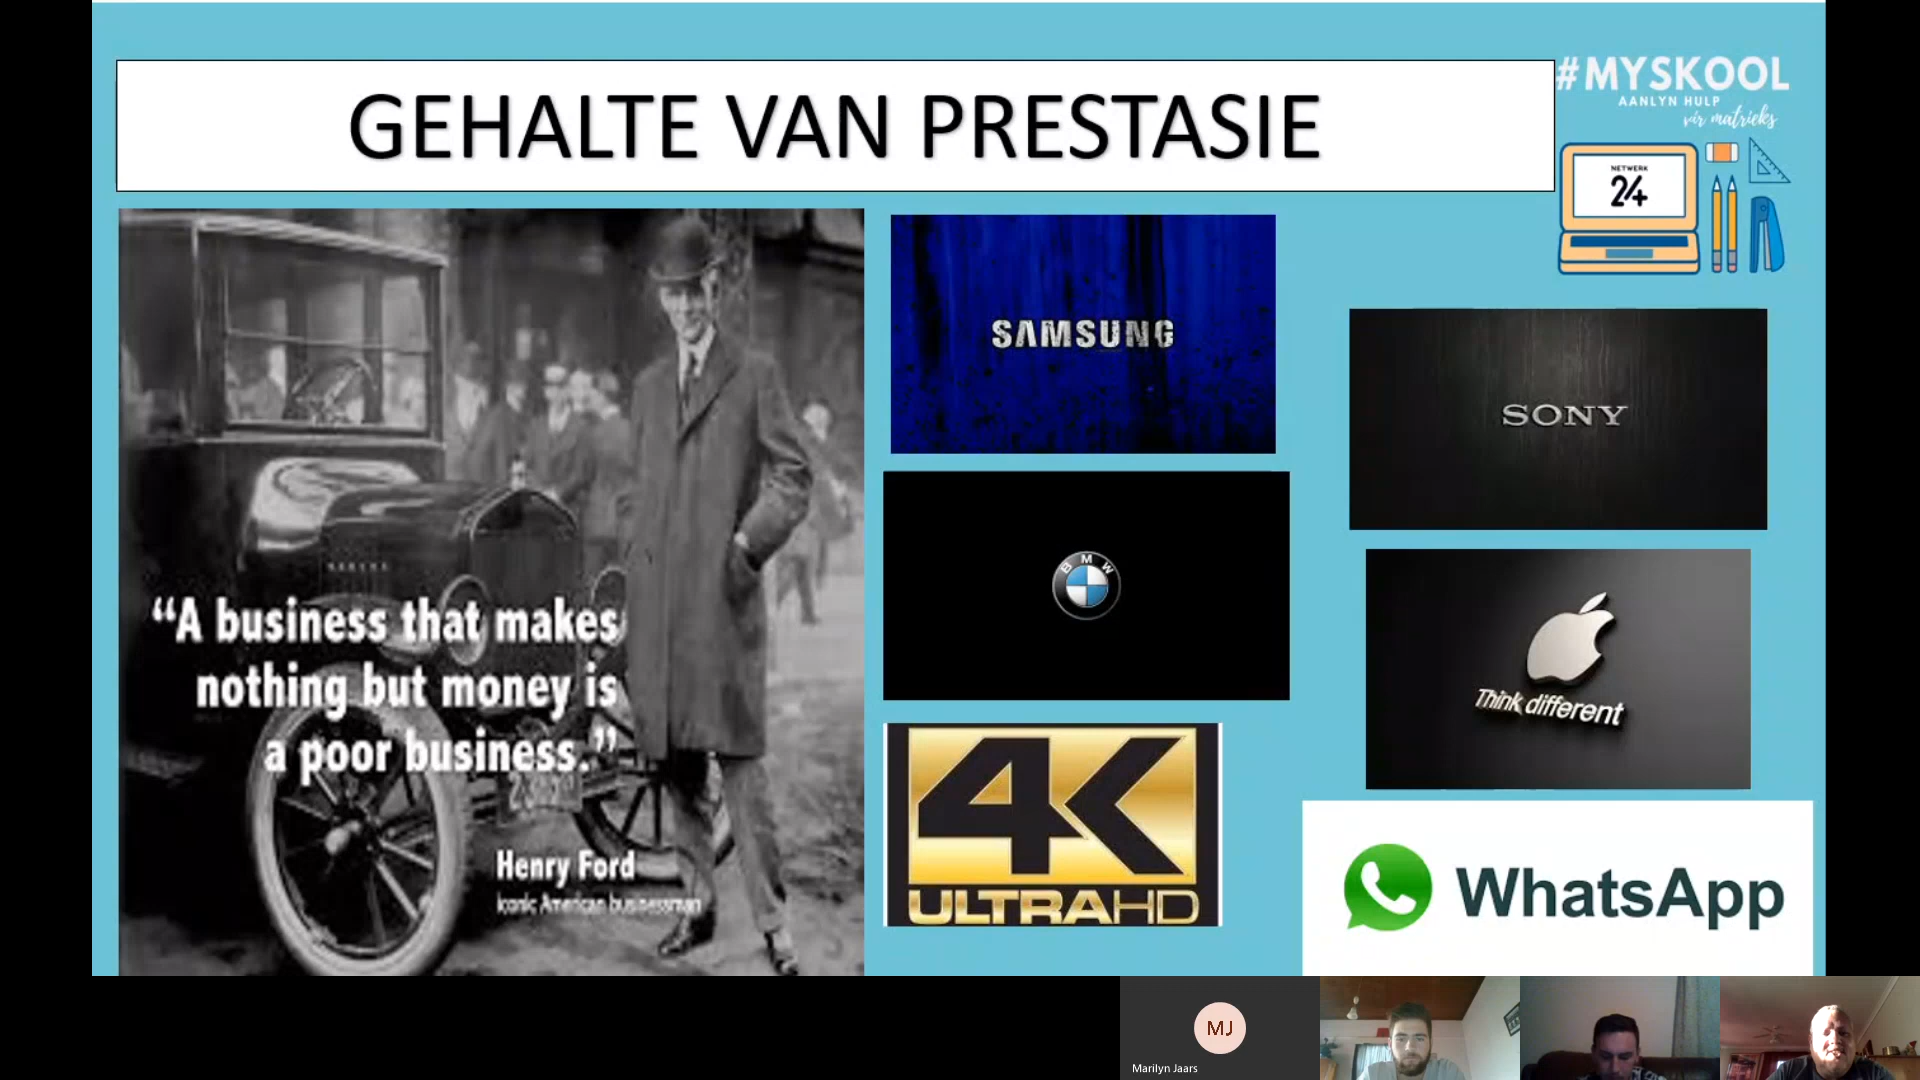 GEHALTE VAN PRESTASIE
#MYSKOOL
AANLYN HULP
vir matrieks
NETWERK
24
SAMSUNG
SONY
BMW
Think different
“A business that makes
nothing but money is
a poor business.”
Henry Ford
iconic American businessman
4K
ULTRAHD
WhatsApp
MJ
Marilyn Jaars